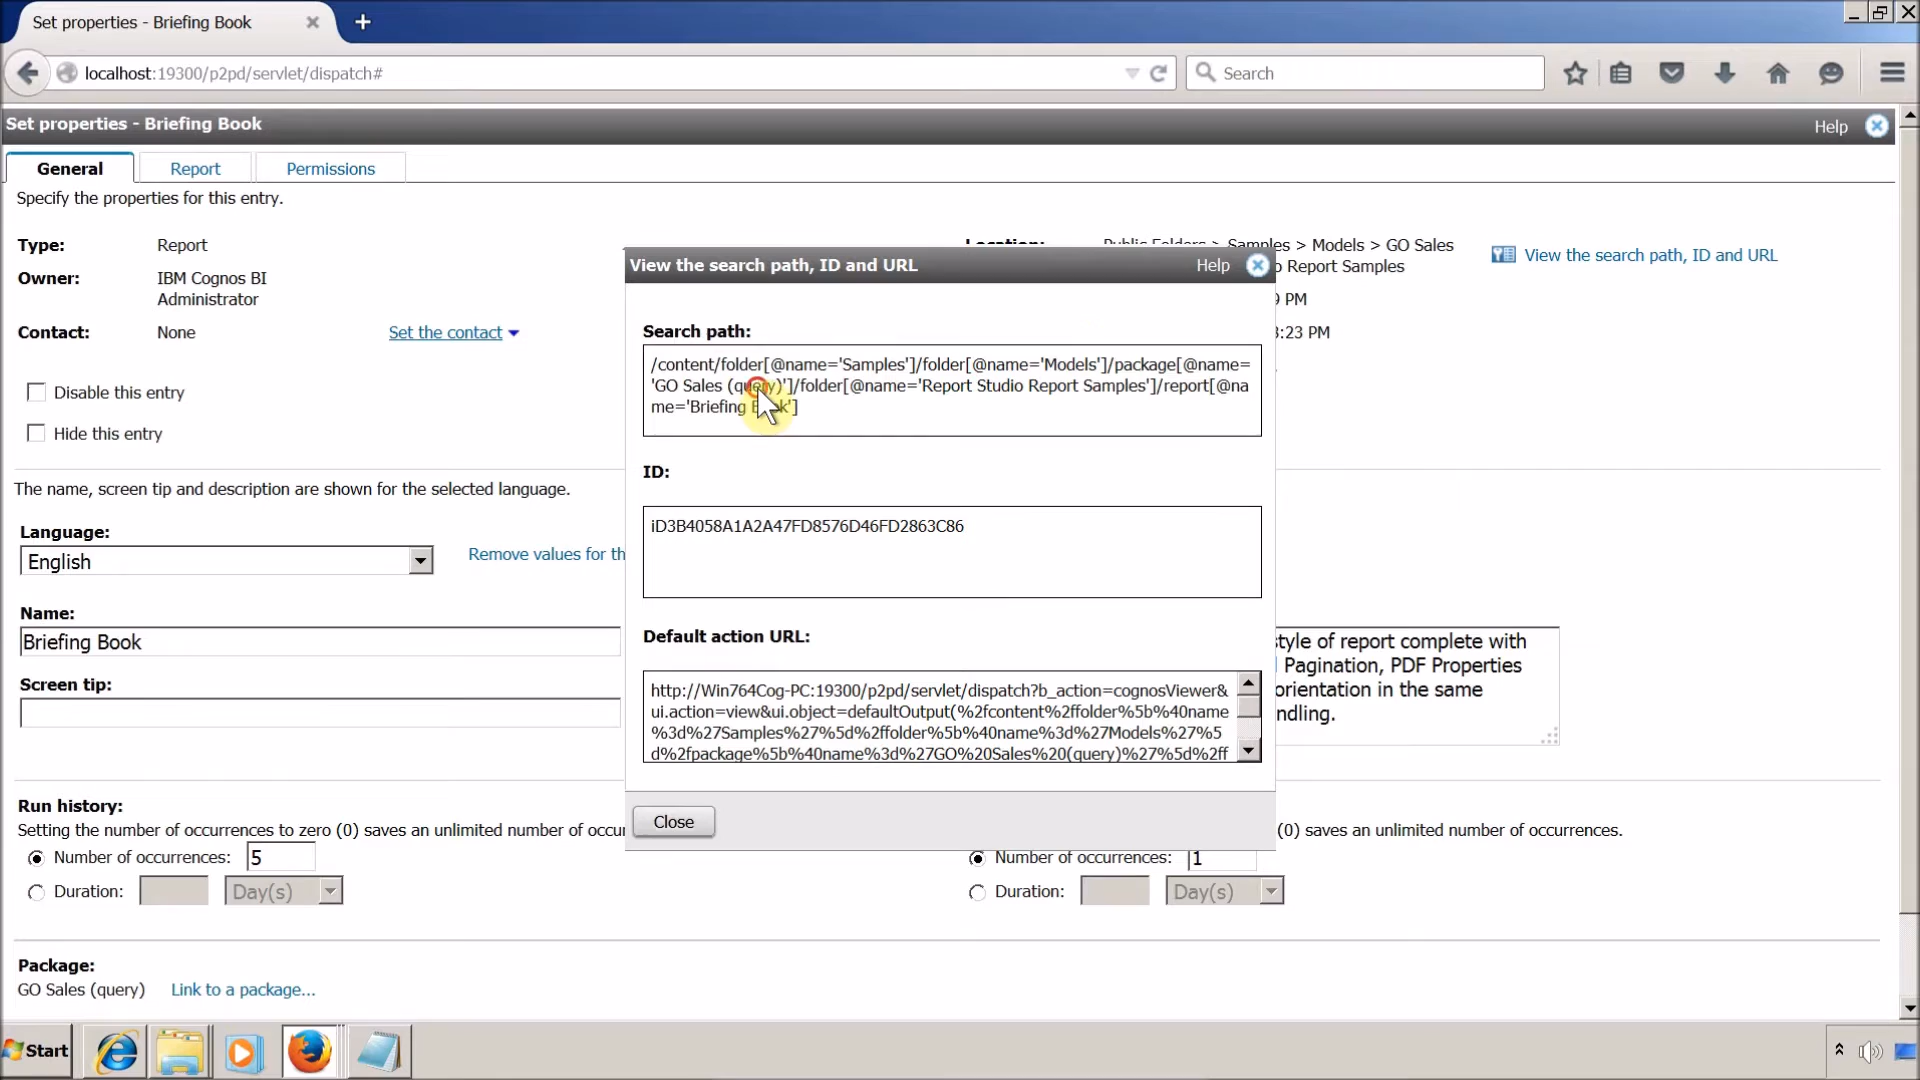 Set properties - Briefing Book
localhost:19300/p2pd/servlet/dispatch#
Search
Set properties - Briefing Book
Help
General
Report
Permissions
Specify the properties for this entry.
Type:
Report
Owner:
IBM Cognos BI
Administrator
Contact:
None
Set the contact
Location:
Public Folders > Samples > Models > GO Sales
Report Samples
PM
:23 PM
View the search path, ID and URL
Disable this entry
Hide this entry
The name, screen tip and description are shown for the selected language.
Language:
English
Remove values for th
Name:
Briefing Book
Screen tip:
style of report complete with
Pagination, PDF Properties
orientation in the same
ndling.
Run history:
Setting the number of occurrences to zero (0) saves an unlimited number of occur
(0) saves an unlimited number of occurrences.
Number of occurrences:
5
Number of occurrences:
1
Duration:
Day(s)
Duration:
Day(s)
Package:
GO Sales (query)
Link to a package...
View the search path, ID and URL
Help
Search path:
/content/folder[@name='Samples']/folder[@name='Models']/package[@name=
'GO Sales (query)']/folder[@name='Report Studio Report Samples']/report[@na
me='Briefing Book']
ID:
iD3B4058A1A2A47FD8576D46FD2863C86
Default action URL:
http://Win764Cog-PC:19300/p2pd/servlet/dispatch?b_action=cognosViewer&
ui.action=view&ui.object=defaultOutput(%2fcontent%2ffolder%5b%40name
%3d%27Samples%27%5d%2ffolder%5b%40name%3d%27Models%27%5
d%2fpackage%5b%40name%3d%27GO%20Sales%20(query)%27%5d%2ff
Close
Start